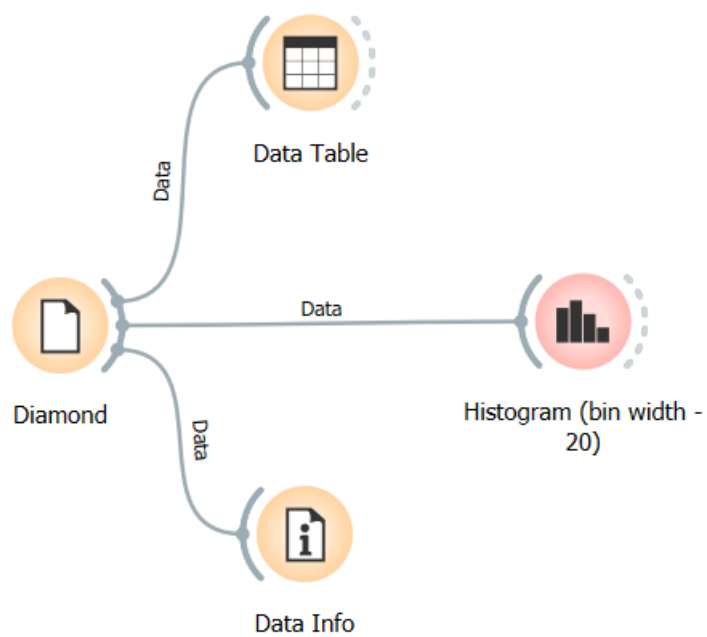 Data Table
Data
Data
Diamond
Histogram (bin width -
20)
Data
Data Info